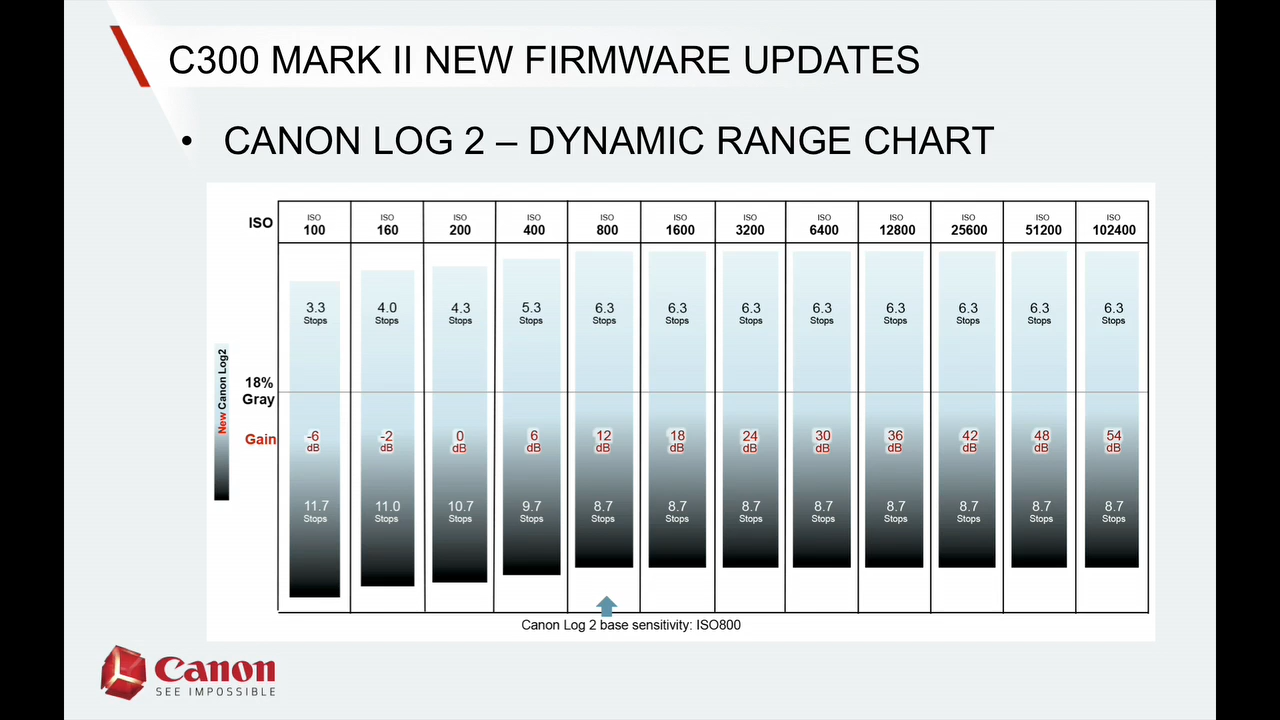 C300 MARK II NEW FIRMWARE UPDATES
• CANON LOG 2 – DYNAMIC RANGE CHART
ISO
ISO 100
ISO 160
ISO 200
ISO 400
ISO 800
ISO 1600
ISO 3200
ISO 6400
ISO 12800
ISO 25600
ISO 51200
ISO 102400
3.3 Stops
4.0 Stops
4.3 Stops
5.3 Stops
6.3 Stops
6.3 Stops
6.3 Stops
6.3 Stops
6.3 Stops
6.3 Stops
6.3 Stops
6.3 Stops
New Canon Log2
18%
Gray
Gain
-6 dB
-2 dB
0 dB
6 dB
12 dB
18 dB
24 dB
30 dB
36 dB
42 dB
48 dB
54 dB
11.7 Stops
11.0 Stops
10.7 Stops
9.7 Stops
8.7 Stops
8.7 Stops
8.7 Stops
8.7 Stops
8.7 Stops
8.7 Stops
8.7 Stops
8.7 Stops
Canon Log 2 base sensitivity: ISO800
Canon
SEE IMPOSSIBLE